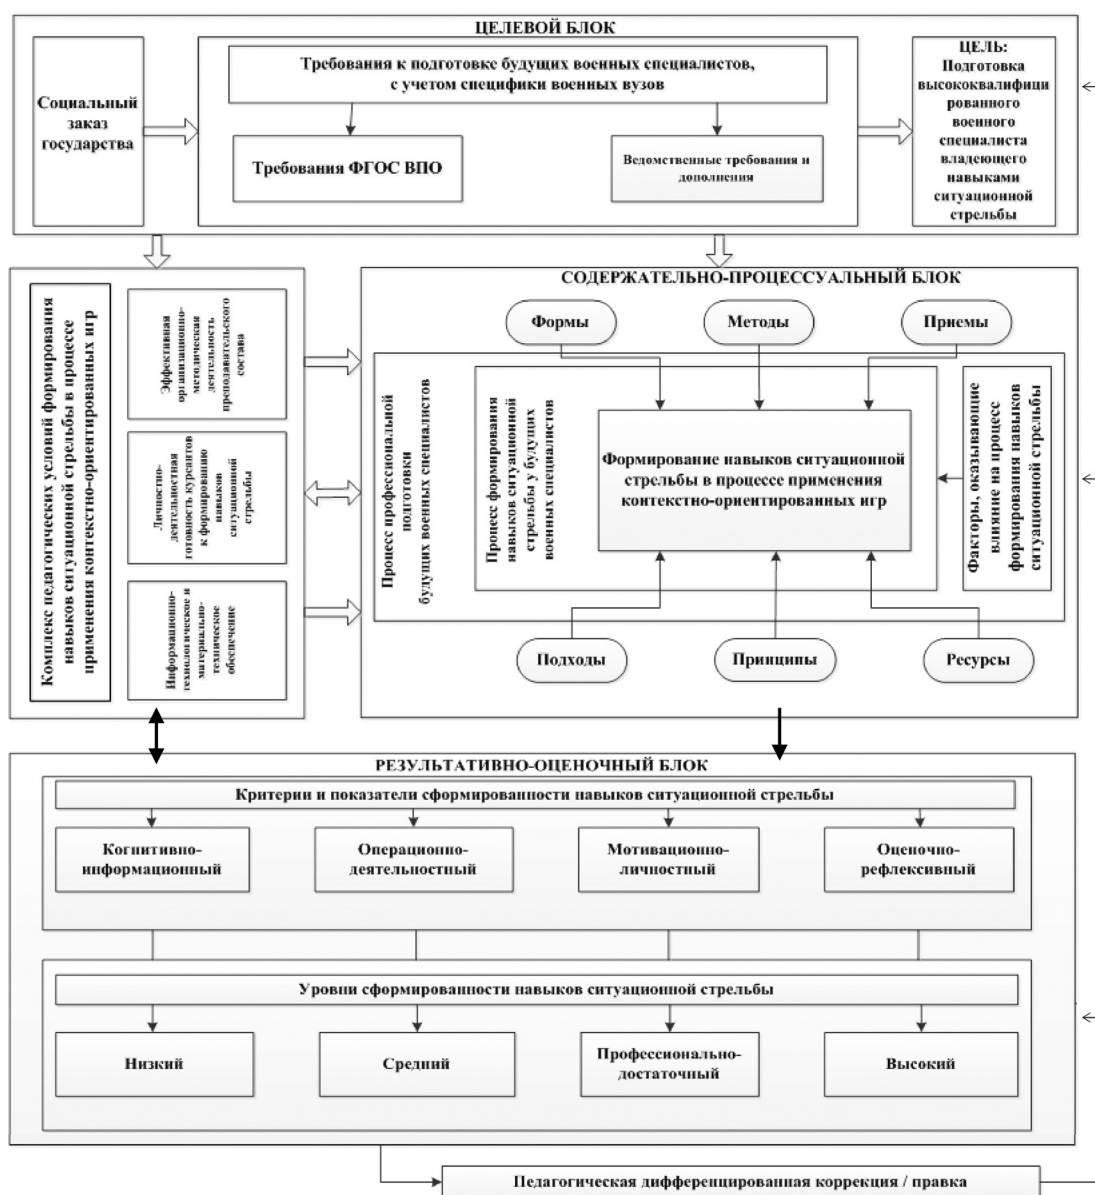 ЦЕЛЕВОЙ БЛОК
Социальный
заказ
государства
Требования к подготовке будущих военных специалистов,
с учетом специфики военных вузов
Требования ФГОС ВПО
Ведомственные требования и
дополнения
ЦЕЛЬ:
Подготовка
высококвалифици
рованного
военного
специалиста
владеющего
навыками
ситуационной
стрельбы
Комплекс педагогических условий формирования
навыков ситуационной стрельбы в процессе
применения контекстно-ориентированных игр
Эффективная
организационно-
методическая
деятельность
преподавательского
состава
Личностно-
деятельностная
готовность курсантов
к формированию
навыков
ситуационной
стрельбы
Информационно-
технологическое и
материально-
техническое
обеспечение
СОДЕРЖАТЕЛЬНО-ПРОЦЕССУАЛЬНЫЙ БЛОК
Формы
Методы
Приемы
Процесс профессиональной
подготовки
будущих военных специалистов
Процесс формирования
навыков ситуационной
стрельбы у будущих
военных специалистов
Формирование навыков ситуационной
стрельбы в процессе применения
контекстно-ориентированных игр
Факторы, оказывающие
влияние на процесс
формирования навыков
ситуационной стрельбы
Подходы
Принципы
Ресурсы
РЕЗУЛЬТАТИВНО-ОЦЕНОЧНЫЙ БЛОК
Критерии и показатели сформированности навыков ситуационной стрельбы
Когнитивно-
информационный
Операционно-
деятельностный
Мотивационно-
личностный
Оценочно-
рефлексивный
Уровни сформированности навыков ситуационной стрельбы
Низкий
Средний
Профессионально-
достаточный
Высокий
Педагогическая дифференцированная коррекция / правка